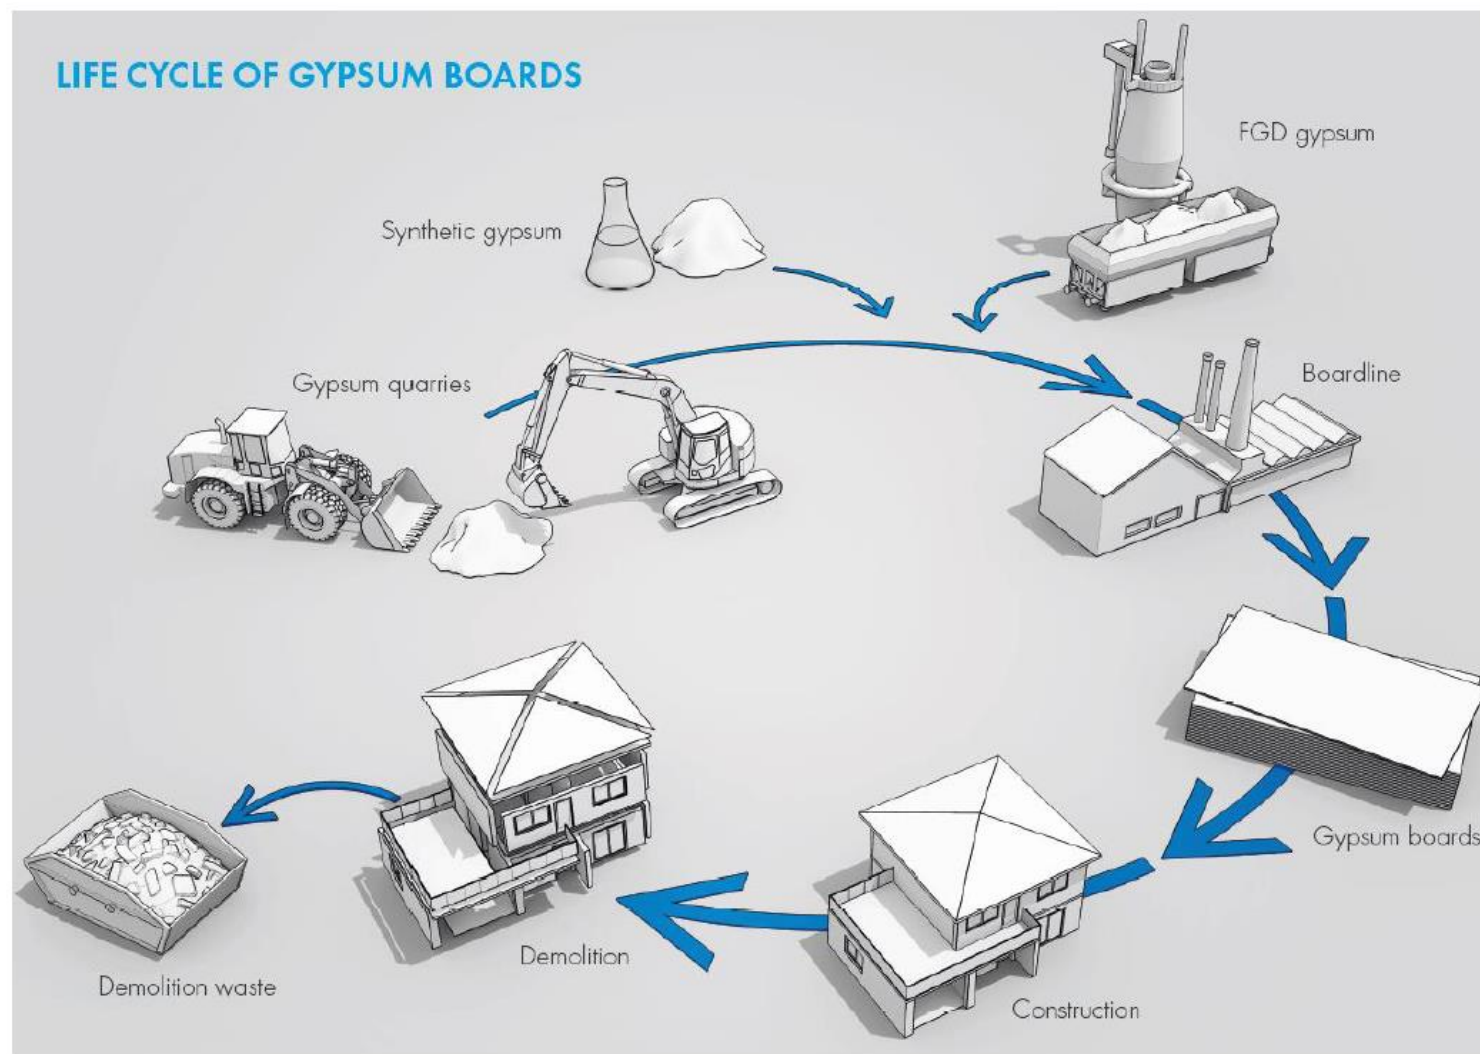 LIFE CYCLE OF GYPSUM BOARDS
FGD gypsum
Synthetic gypsum
Gypsum quarries
Boardline
Gypsum boards
Demolition
Demolition waste
Construction